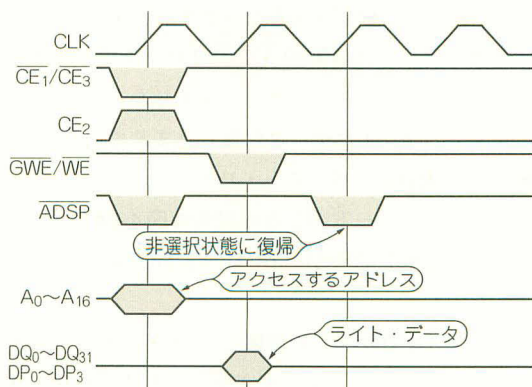 CLK
CE1/CE3
CE2
GWE/WE
ADSP
非選択状態に復帰
アクセスするアドレス
A0〜A16
ライト・データ
DQ0〜DQ31
DP0〜DP3